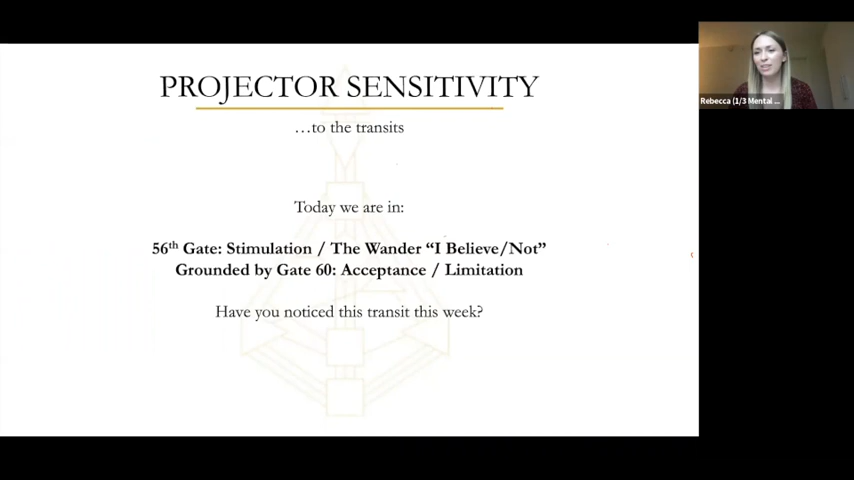 PROJECTOR SENSITIVITY
…to the transits
Today we are in:
56th Gate: Stimulation / The Wander “I Believe/Not”
Grounded by Gate 60: Acceptance / Limitation
Have you noticed this transit this week?
Rebecca (1/3 Mental ...